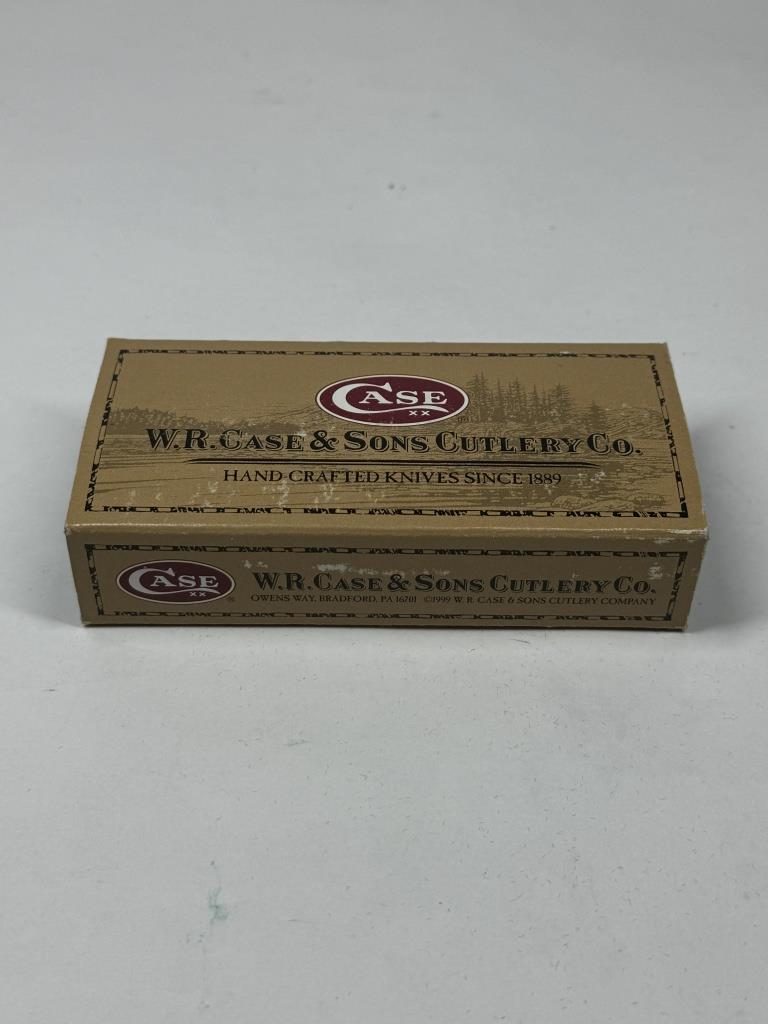 CASE
XX
W.R. CASE & SONS CUTLERY CO.
HAND-CRAFTED KNIVES SINCE 1889
CASE
XX
®
W.R. CASE & SONS CUTLERY CO.
OWENS WAY, BRADFORD, PA 16701 ©1999 W. R. CASE & SONS CUTLERY COMPANY